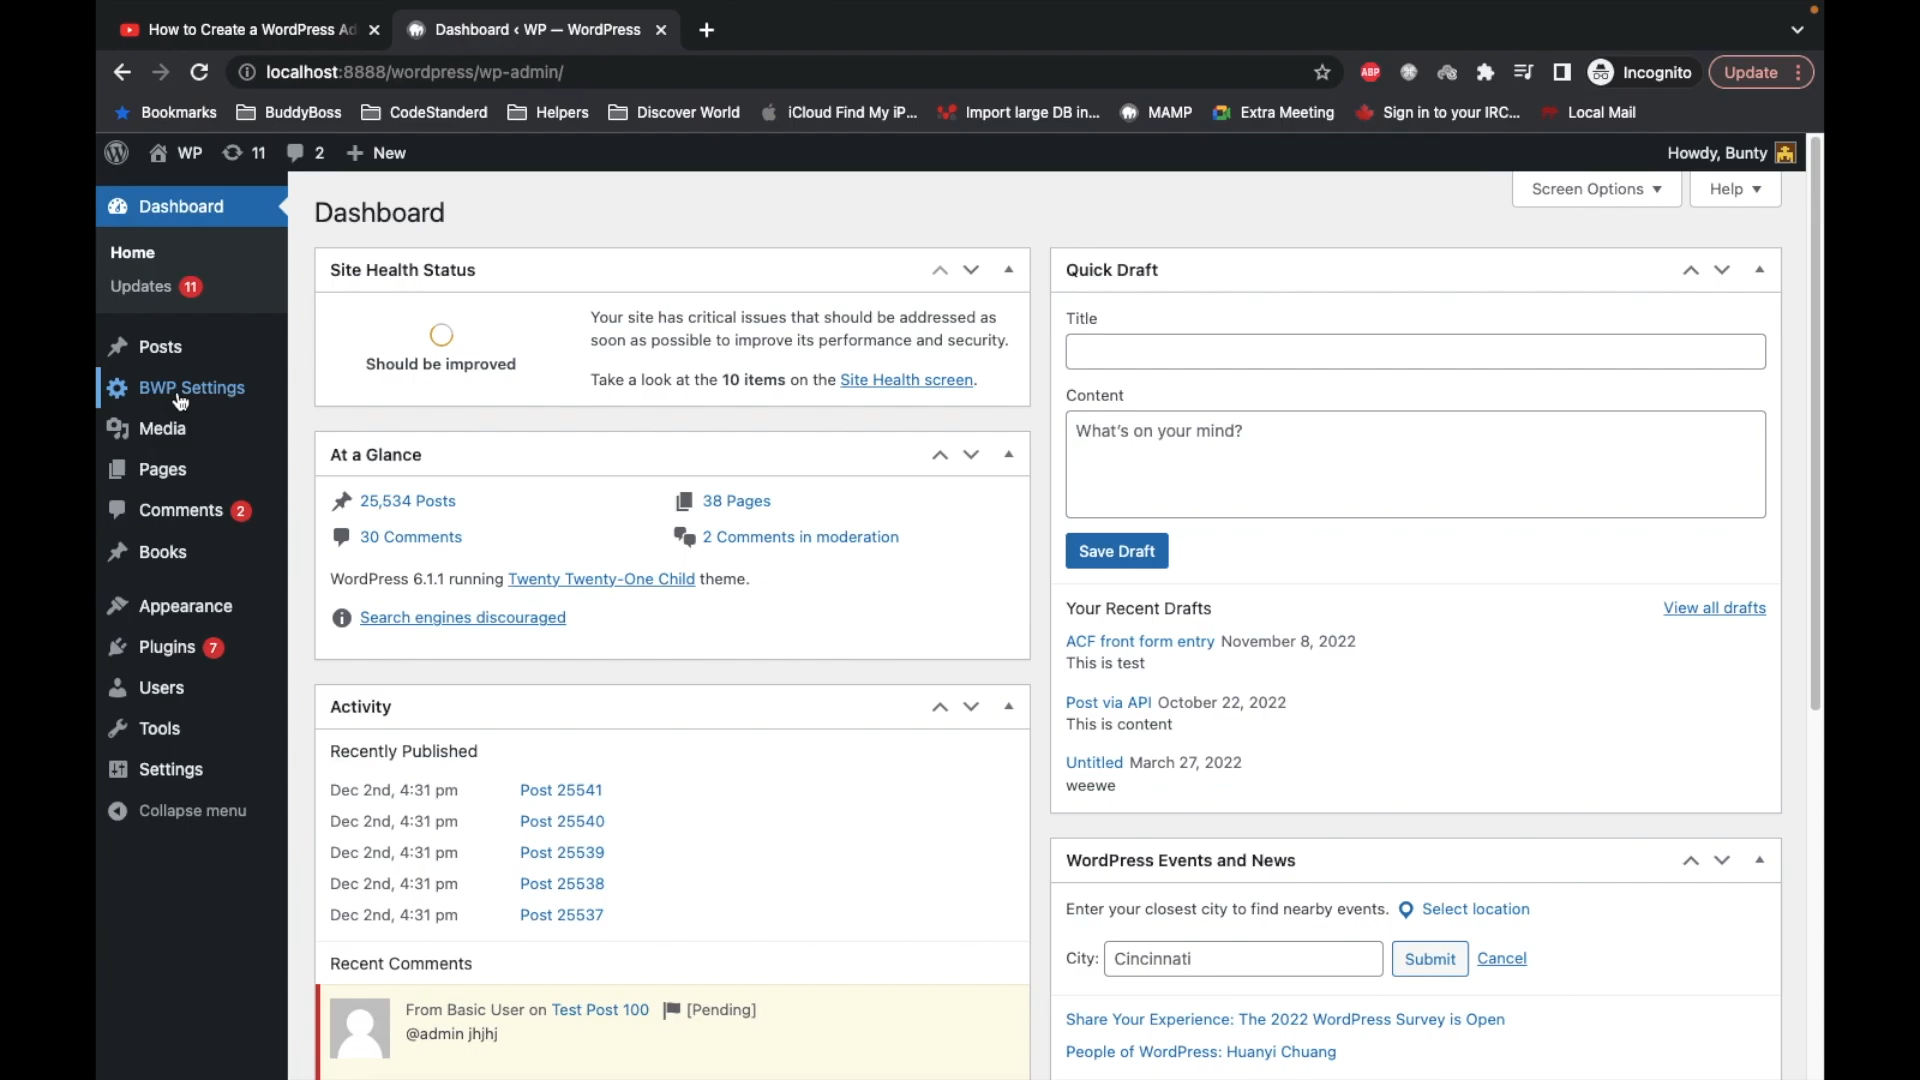 How to Create a WordPress Ad
Dashboard ‹ WP — WordPress
localhost:8888/wordpress/wp-admin/
ABP
Incognito
Update
Bookmarks
BuddyBoss
CodeStanderd
Helpers
Discover World
iCloud Find My iP...
Import large DB in...
MAMP
Extra Meeting
Sign in to your IRC...
Local Mail
WP
11
2
New
Howdy, Bunty
Dashboard
Home
Updates 11
Posts
BWP Settings
Media
Pages
Comments 2
Books
Appearance
Plugins 7
Users
Tools
Settings
Collapse menu
Screen Options
Help
Dashboard
Site Health Status
Should be improved
Your site has critical issues that should be addressed as
soon as possible to improve its performance and security.
Take a look at the 10 items on the Site Health screen.
At a Glance
25,534 Posts
38 Pages
30 Comments
2 Comments in moderation
WordPress 6.1.1 running Twenty Twenty-One Child theme.
Search engines discouraged
Activity
Recently Published
Dec 2nd, 4:31 pm Post 25541
Dec 2nd, 4:31 pm Post 25540
Dec 2nd, 4:31 pm Post 25539
Dec 2nd, 4:31 pm Post 25538
Dec 2nd, 4:31 pm Post 25537
Recent Comments
From Basic User on Test Post 100 [Pending]
@admin jhjhj
Quick Draft
Title
Content
What's on your mind?
Save Draft
Your Recent Drafts
View all drafts
ACF front form entry November 8, 2022
This is test
Post via API October 22, 2022
This is content
Untitled March 27, 2022
weewe
WordPress Events and News
Enter your closest city to find nearby events. Select location
City: Cincinnati Submit Cancel
Share Your Experience: The 2022 WordPress Survey is Open
People of WordPress: Huanyi Chuang